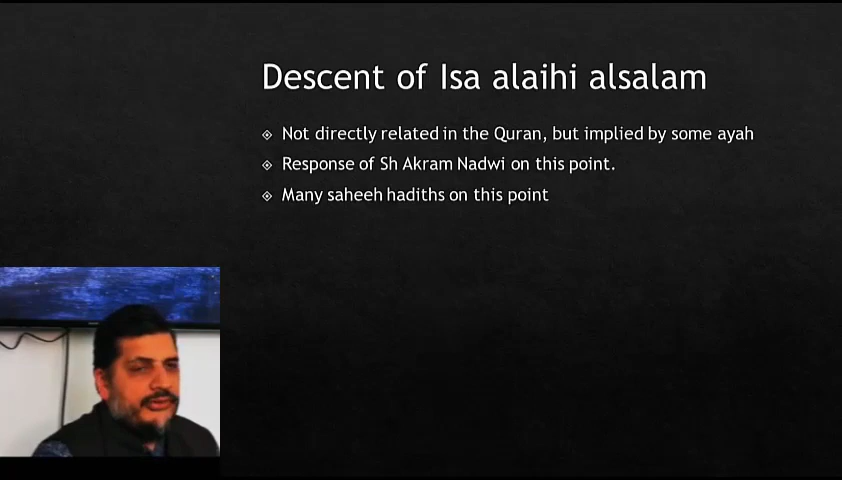 Descent of Isa alaihi alsalam
Not directly related in the Quran, but implied by some ayah
Response of Sh Akram Nadwi on this point.
Many saheeh hadiths on this point